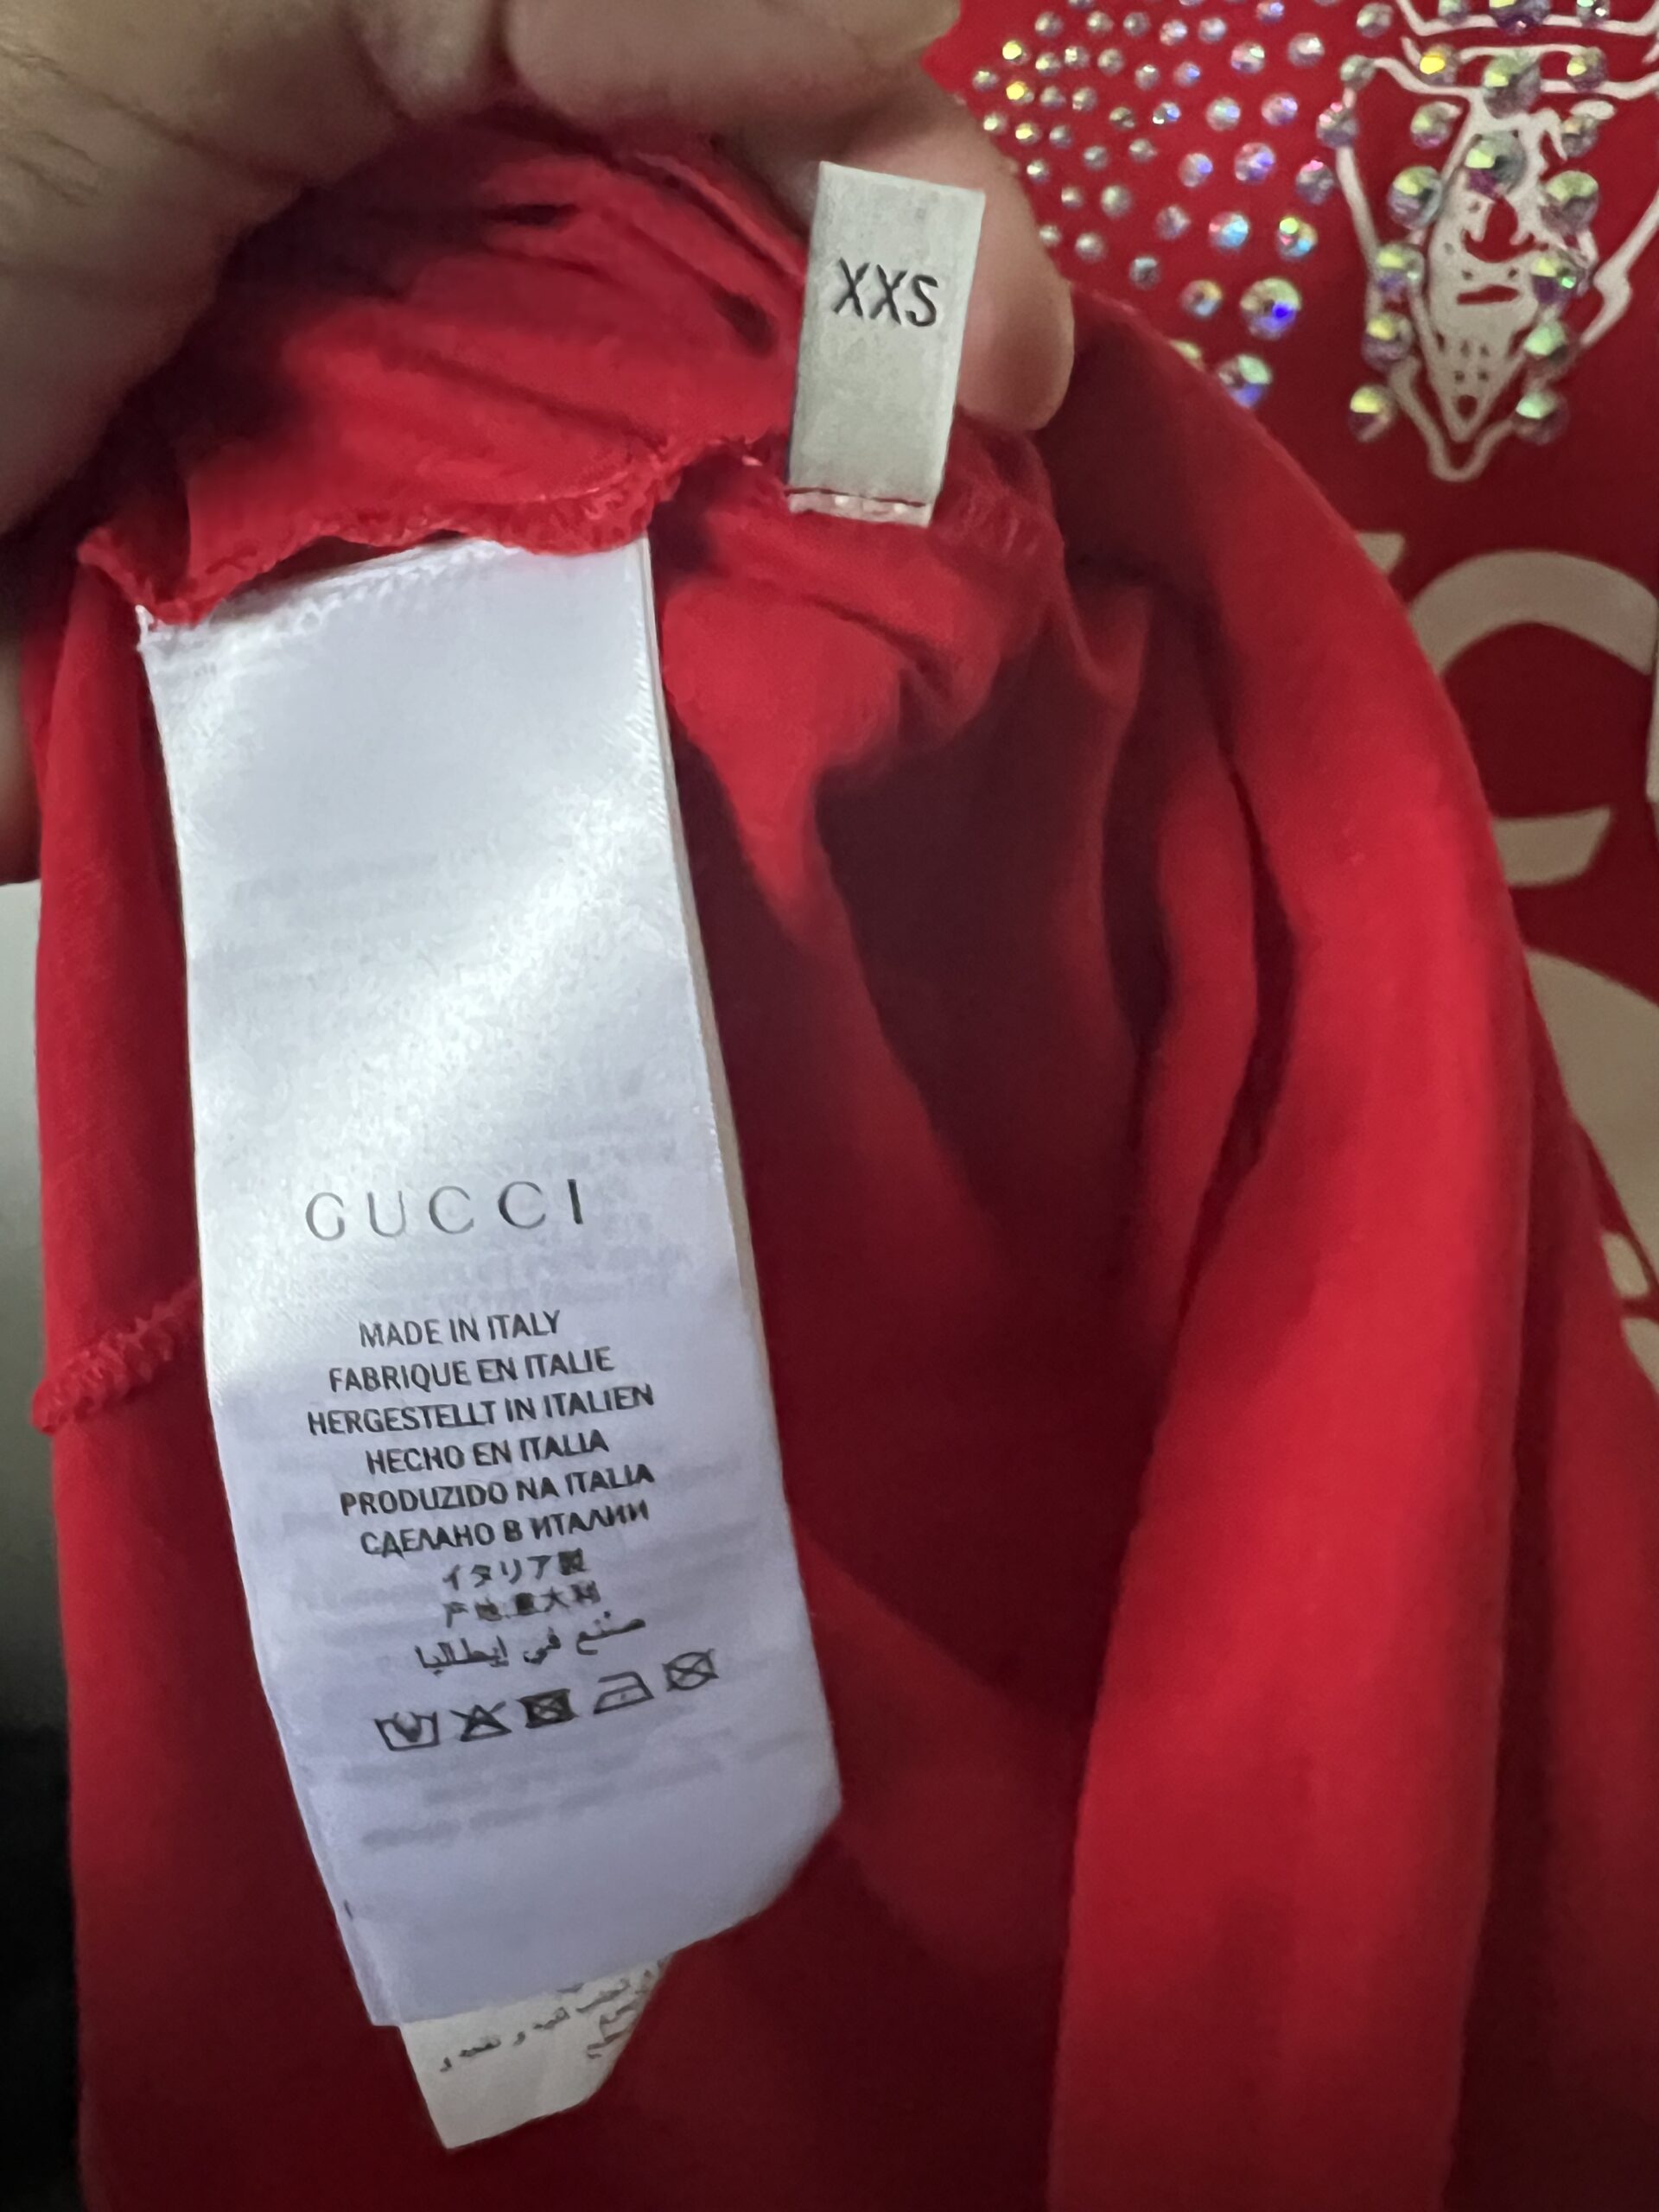 XXS
GUCCI
MADE IN ITALY
FABRIQUE EN ITALIE
HERGESTELLT IN ITALIEN
HECHO EN ITALIA
PRODUZIDO NA ITALIA
СДЕЛАНО В ИТАЛИИ
イタリア製
产地意大利
صنع في إيطاليا